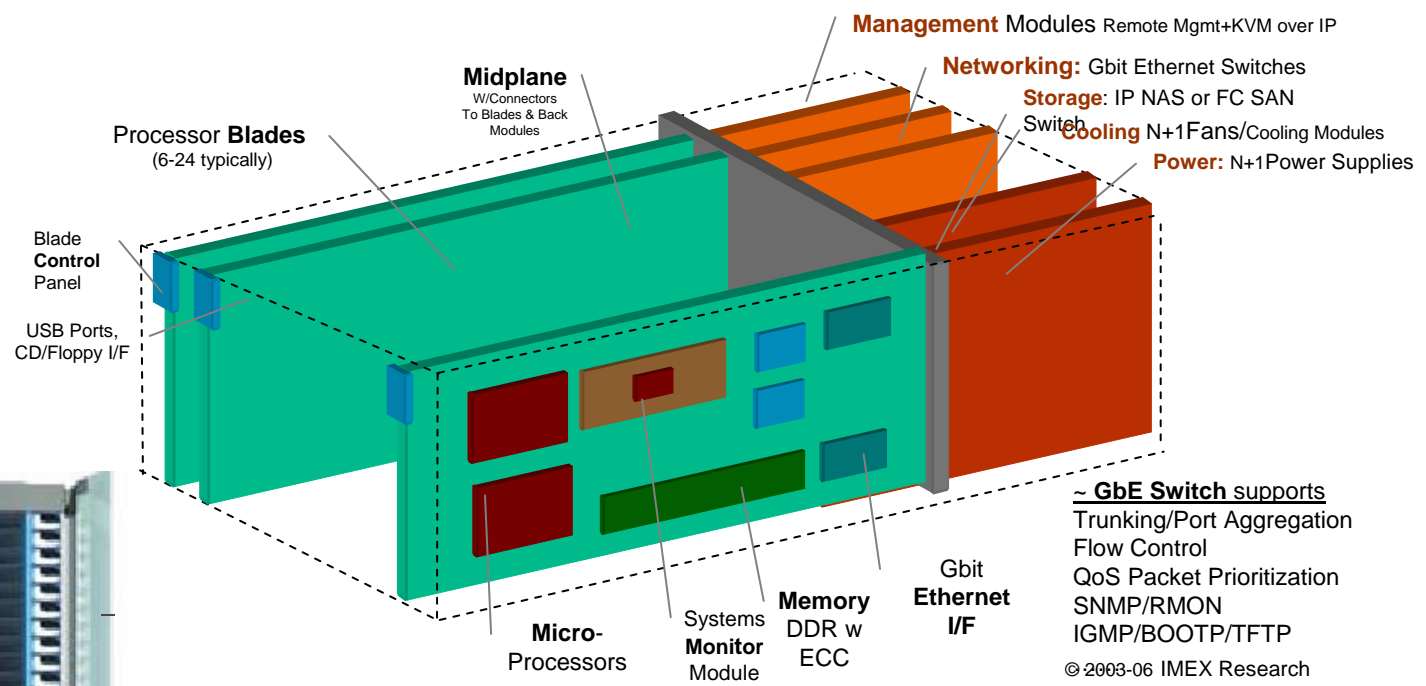 Management Modules Remote Mgmt+KVM over IP
Networking: Gbit Ethernet Switches
Storage: IP NAS or FC SAN
Switch
Cooling N+1Fans/Cooling Modules
Power: N+1Power Supplies
Midplane
W/Connectors
To Blades & Back
Modules
Processor Blades
(6-24 typically)
Blade
Control
Panel
USB Ports,
CD/Floppy I/F
Micro-
Processors
Systems
Monitor
Module
Memory
DDR w
ECC
Gbit
Ethernet
I/F
~ GbE Switch supports
Trunking/Port Aggregation
Flow Control
QoS Packet Prioritization
SNMP/RMON
IGMP/BOOTP/TFTP
© 2003-06 IMEX Research